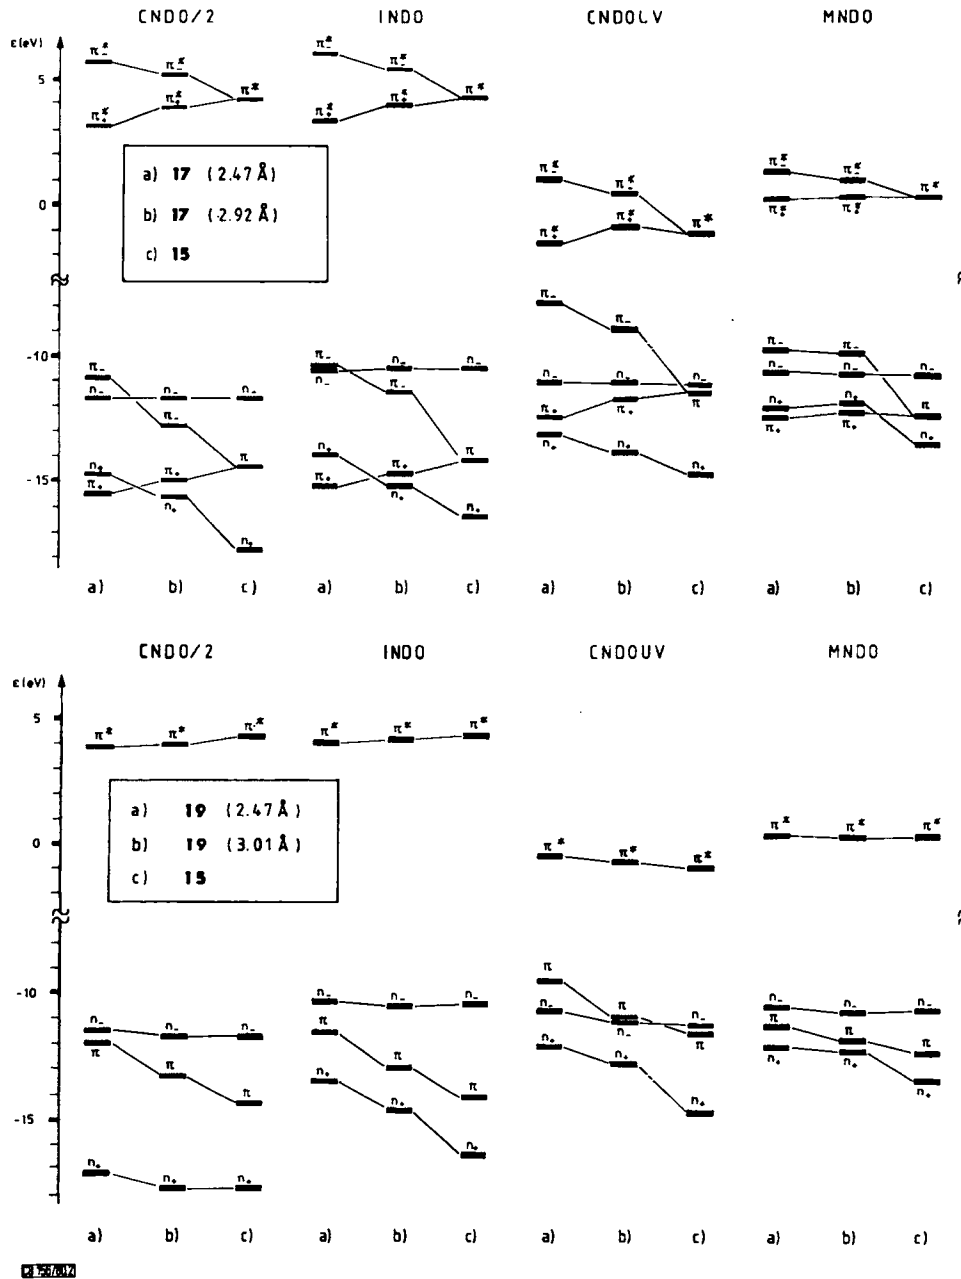 CNDO/2 INDO CNDOUV MNDO
ε(eV)
π*₋ π*₋ π* π*₋ π*₋ π*
5
π*₊ π*₊ π*₊ π*₊
a) 17 (2.47 Å)
b) 17 (2.92 Å)
c) 15
π*₋ π*₋ π*₋ π*₋ π*
0
π*₊ π*₊ π* π*₊ π*₊
π₋ π₋
-10
π₋ n₋ n₋ π₋ n₋ n₋ n₋ n₋ n₋ π₋ π₋
n₋ n₋ n₋ n₋
π₋ π₋ π₊ π₊ π n₊ n₊ π
π π n₊ n₊ n₊ π₊ π₊ n₊
n₊ π₊ n₊ π₊
-15
π₊ n₊ π₊ n₊ n₊
n₊
a) b) c) a) b) c) a) b) c) a) b) c)
CNDO/2 INDO CNDOUV MNDO
ε(eV)
5
π* π* π* π* π* π*
a) 19 (2.47 Å)
b) 19 (3.01 Å)
c) 15
0
π* π* π* π* π* π*
-10
n₋ n₋ n₋ π n₋ n₋ n₋
n₋ n₋ n₋ π n₋ n₋ π n₋ π π π
π π π π π π n₊ n₊ n₊ n₊ n₊
n₊ n₊ n₊ n₊
-15
n₊ n₊ n₊
a) b) c) a) b) c) a) b) c) a) b) c)